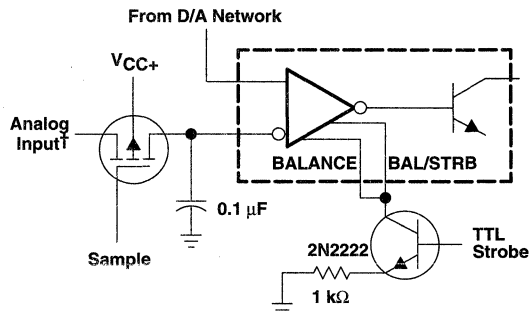 From D/A Network
VCC+
Analog
Input†
BALANCE
BAL/STRB
0.1 µF
Sample
2N2222
TTL
Strobe
1 kΩ